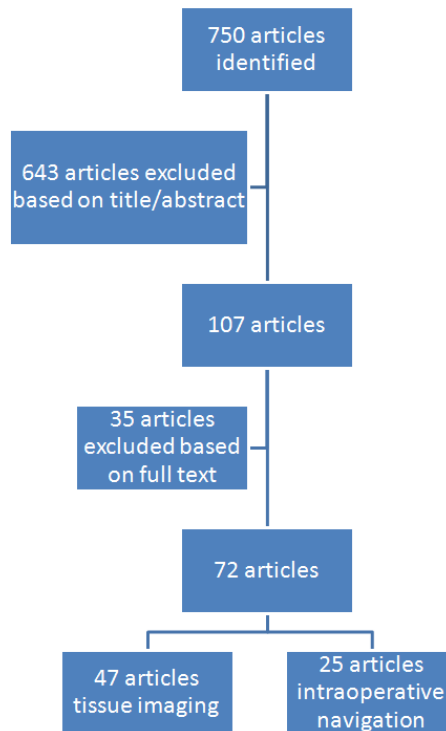 750 articles
identified
643 articles excluded
based on title/abstract
107 articles
35 articles
excluded based
on full text
72 articles
47 articles
tissue imaging
25 articles
intraoperative
navigation